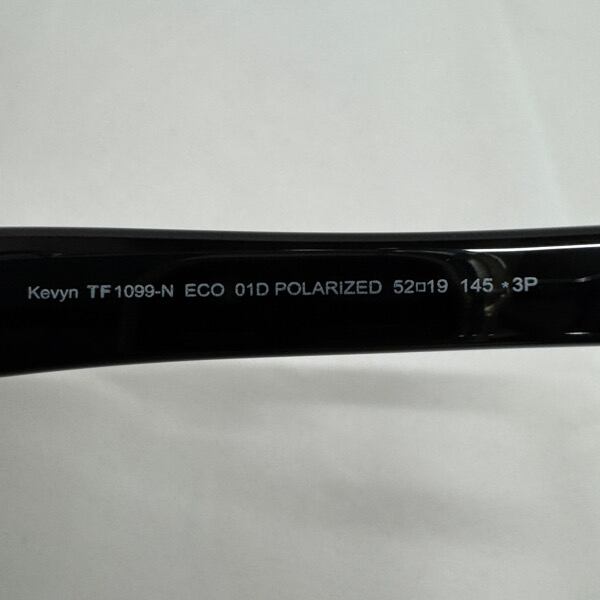 Kevyn TF1099-N ECO 01D POLARIZED 52□19 145 *3P